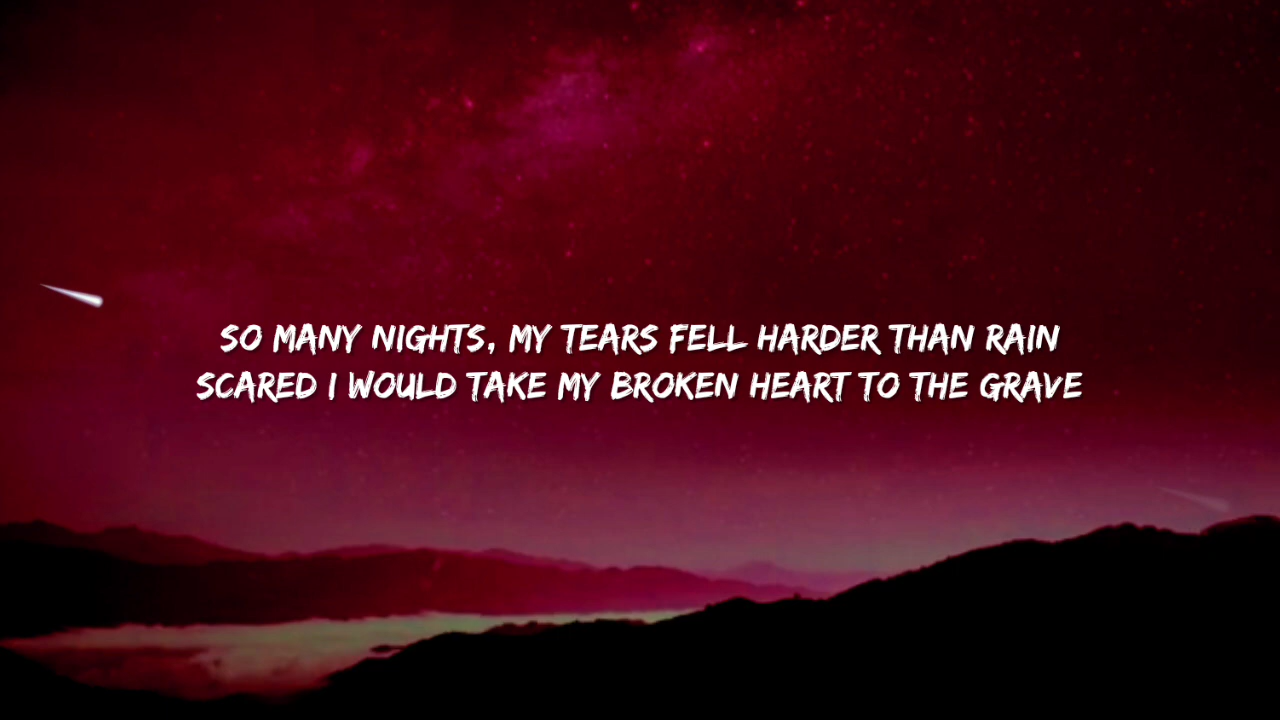 SO MANY NIGHTS, MY TEARS FELL HARDER THAN RAIN
SCARED I WOULD TAKE MY BROKEN HEART TO THE GRAVE